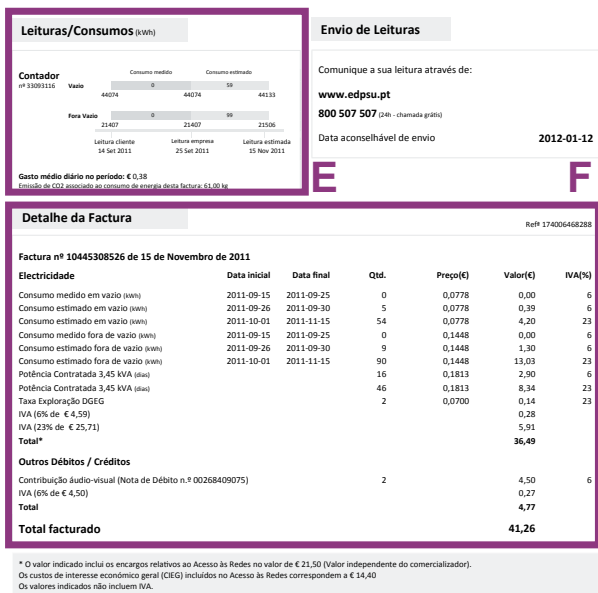 Leituras/Consumos (kWh)
Contador
nº 33093116
Consumo medido Consumo estimado
Vazio 0 59
44074 44074 44133
Fora Vazio 0 99
21407 21407 21506
Leitura cliente Leitura empresa Leitura estimada
14 Set 2011 25 Set 2011 15 Nov 2011
Gasto médio diário no período: € 0,38
Emissão de CO2 associado ao consumo de energia desta factura: 61,00 kg
Envio de Leituras
Comunique a sua leitura através de:
www.edpsu.pt
800 507 507 (24h - chamada grátis)
Data aconselhável de envio 2012-01-12
E F
Detalhe da Factura
Refª 174006468288
Factura nº 10445308526 de 15 de Novembro de 2011
Electricidade Data inicial Data final Qtd. Preço(€) Valor(€) IVA(%)
Consumo medido em vazio (kWh) 2011-09-15 2011-09-25 0 0,0778 0,00 6
Consumo estimado em vazio (kWh) 2011-09-26 2011-09-30 5 0,0778 0,39 6
Consumo estimado em vazio (kWh) 2011-10-01 2011-11-15 54 0,0778 4,20 23
Consumo medido fora de vazio (kWh) 2011-09-15 2011-09-25 0 0,1448 0,00 6
Consumo estimado fora de vazio (kWh) 2011-09-26 2011-09-30 9 0,1448 1,30 6
Consumo estimado fora de vazio (kWh) 2011-10-01 2011-11-15 90 0,1448 13,03 23
Potência Contratada 3,45 kVA (dias) 16 0,1813 2,90 6
Potência Contratada 3,45 kVA (dias) 46 0,1813 8,34 23
Taxa Exploração DGEG 2 0,0700 0,14 23
IVA (6% de € 4,59) 0,28
IVA (23% de € 25,71) 5,91
Total* 36,49
Outros Débitos / Créditos
Contribuição áudio-visual (Nota de Débito n.º 00268409075) 2 4,50 6
IVA (6% de € 4,50) 0,27
Total 4,77
Total facturado 41,26
* O valor indicado inclui os encargos relativos ao Acesso às Redes no valor de € 21,50 (Valor independente do comercializador).
Os custos de interesse económico geral (CIEG) incluídos no Acesso às Redes correspondem a € 14,40
Os valores indicados não incluem IVA.